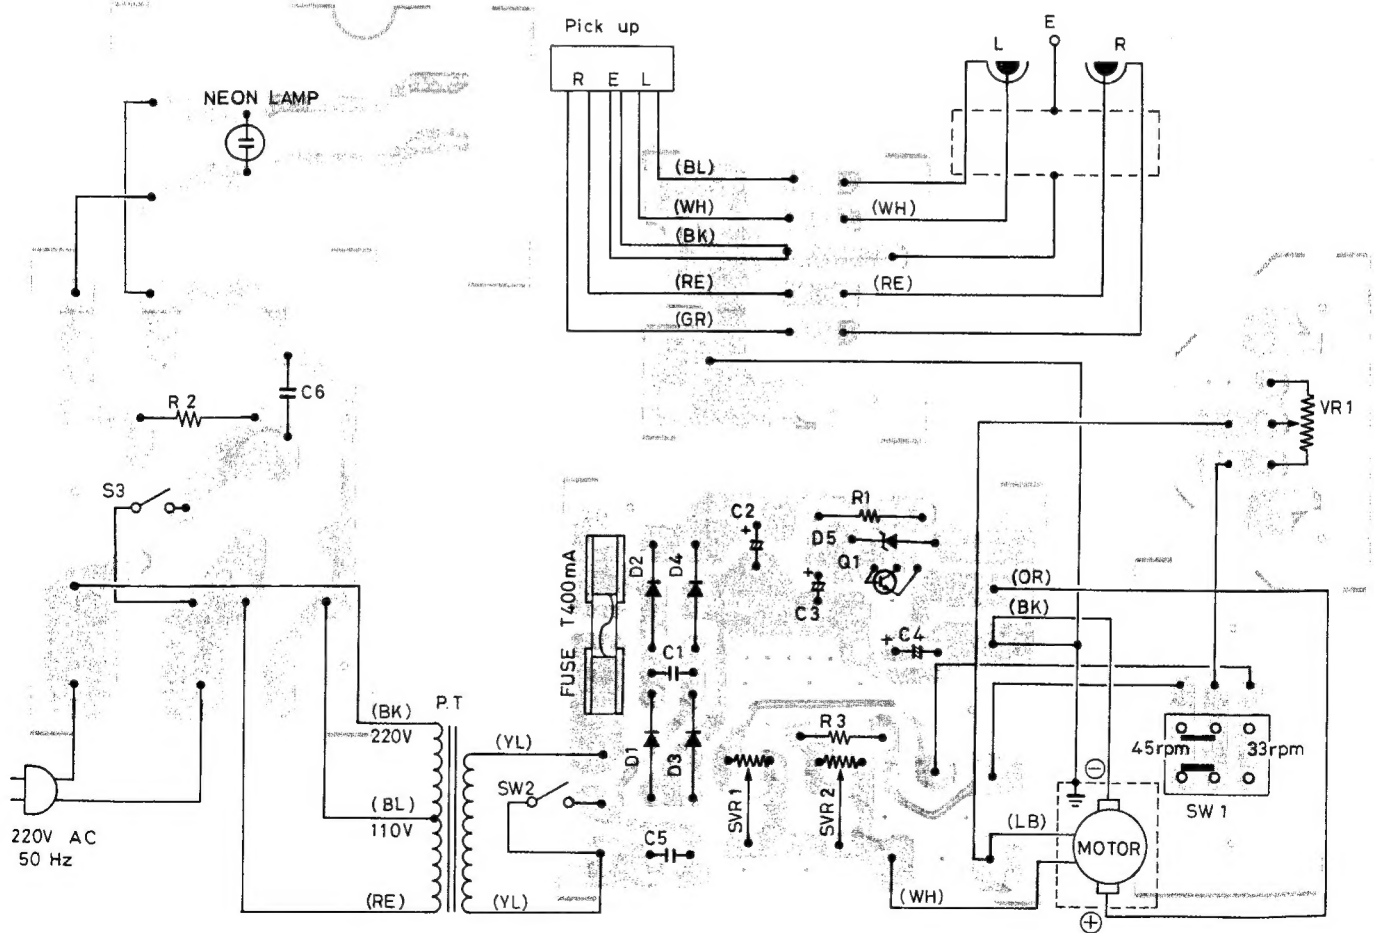 Pick up
R E L
L
E
R
NEON LAMP
(BL)
(WH)
(WH)
(BK)
(RE)
(RE)
(GR)
C6
R 2
VR1
S3
R1
C2
+
D5
Q1
+
C3
D2
D4
FUSE T400mA
(OR)
(BK)
+ C4
C1
P.T
(BK)
220V
(YL)
R 3
45rpm
33rpm
D1
D3
SW2
SVR 1
SVR 2
SW 1
−
(BL)
110V
(LB)
MOTOR
220V AC
50 Hz
C5
(RE)
(YL)
(WH)
+